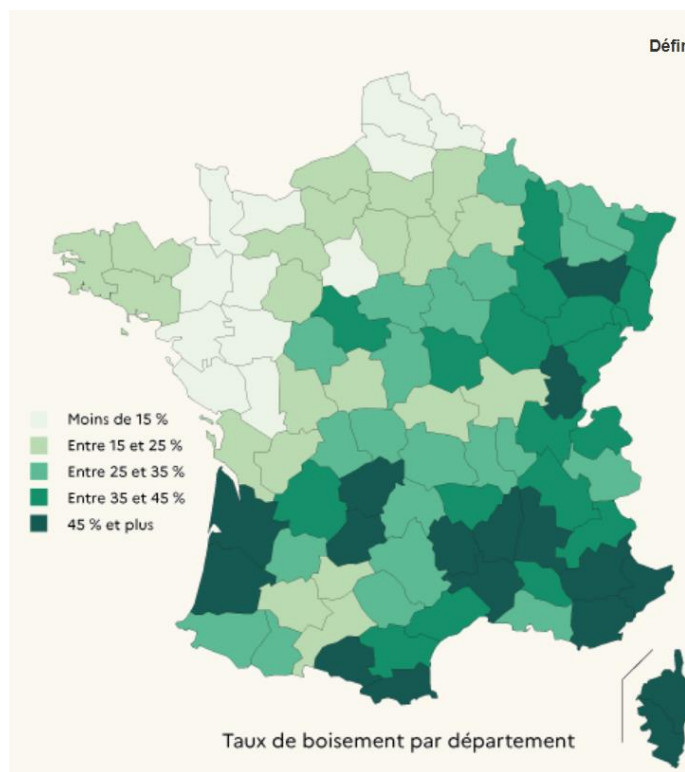 Défin
Moins de 15 %
Entre 15 et 25 %
Entre 25 et 35 %
Entre 35 et 45 %
45 % et plus
Taux de boisement par département